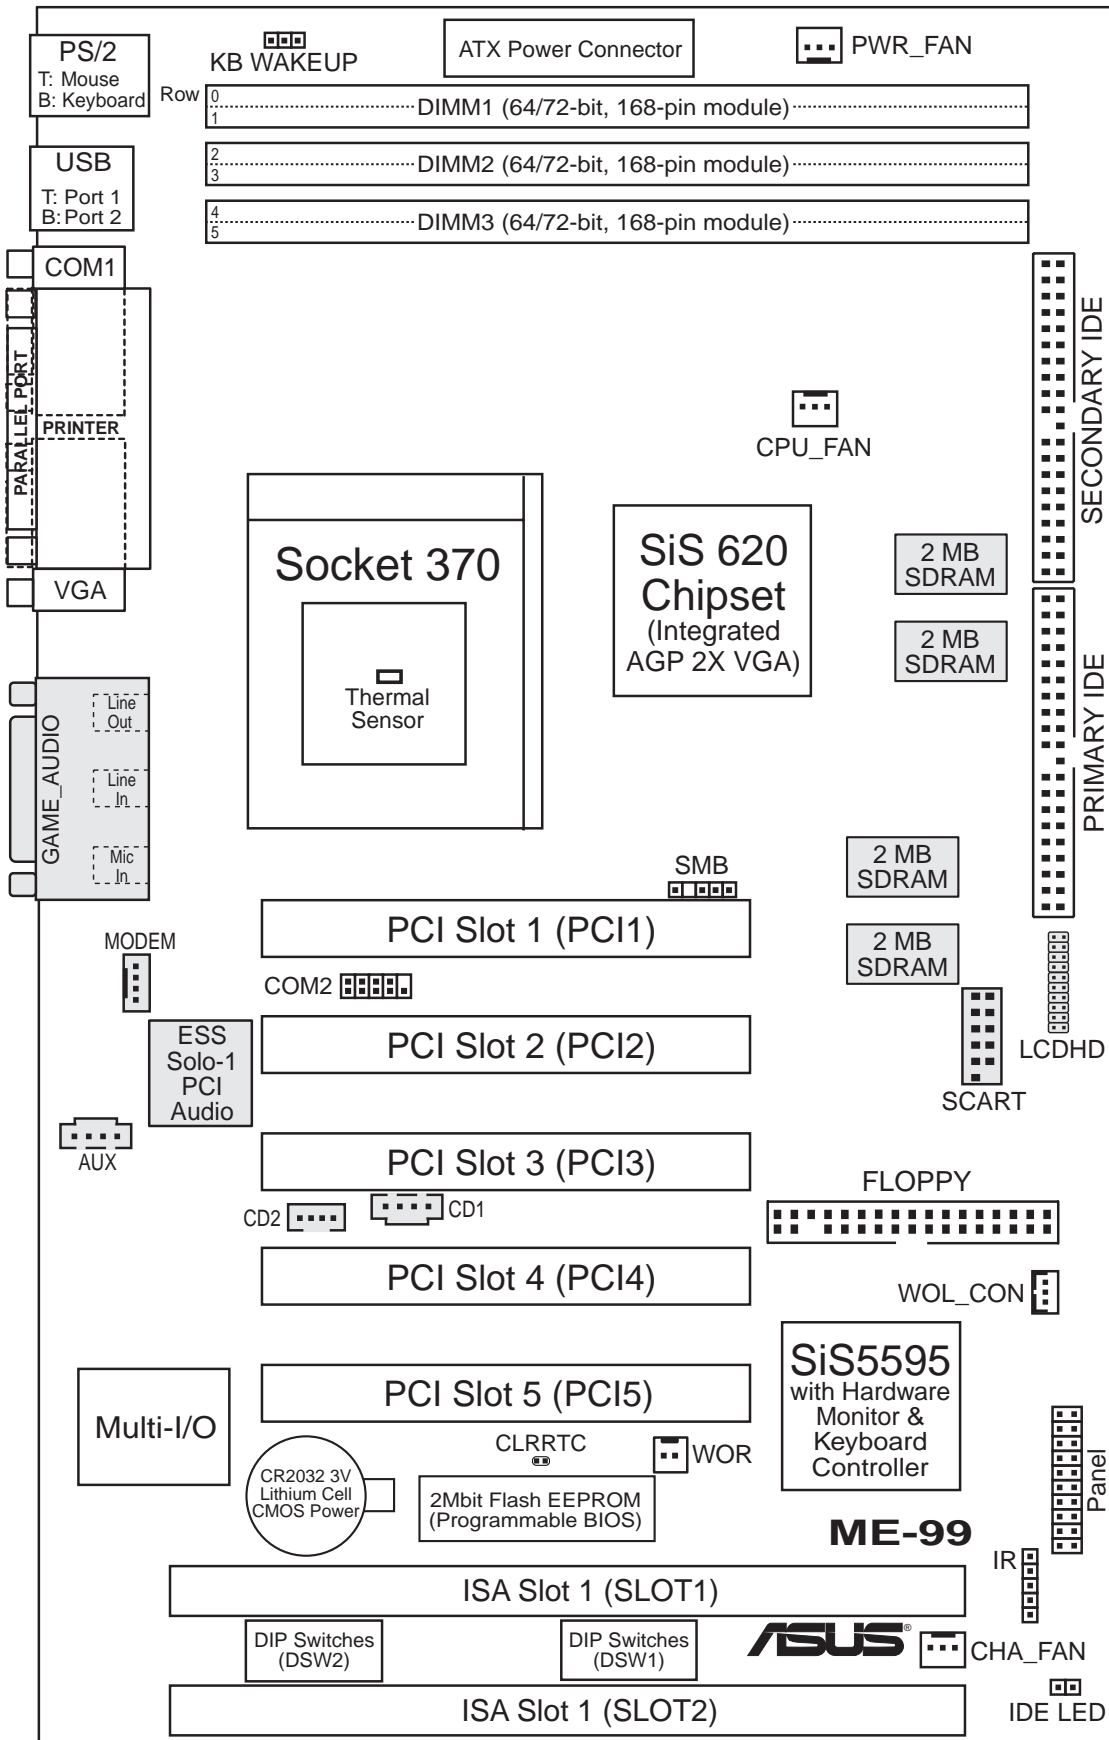 PS/2
T: Mouse
B: Keyboard
KB WAKEUP
ATX Power Connector
PWR_FAN
Row
0
1
DIMM1 (64/72-bit, 168-pin module)
USB
T: Port 1
B: Port 2
2
3
DIMM2 (64/72-bit, 168-pin module)
4
5
DIMM3 (64/72-bit, 168-pin module)
COM1
PARALLEL PORT
PRINTER
VGA
SECONDARY IDE
CPU_FAN
Socket 370
Thermal
Sensor
SiS 620
Chipset
(Integrated
AGP 2X VGA)
2 MB
SDRAM
2 MB
SDRAM
PRIMARY IDE
GAME_AUDIO
Line
Out
Line
In
Mic
In
SMB
2 MB
SDRAM
2 MB
SDRAM
PCI Slot 1 (PCI1)
MODEM
COM2
LCDHD
SCART
ESS
Solo-1
PCI
Audio
PCI Slot 2 (PCI2)
AUX
PCI Slot 3 (PCI3)
CD2
CD1
FLOPPY
PCI Slot 4 (PCI4)
WOL_CON
SiS5595
with Hardware
Monitor &
Keyboard
Controller
Multi-I/O
PCI Slot 5 (PCI5)
CLRRTC
WOR
CR2032 3V
Lithium Cell
CMOS Power
2Mbit Flash EEPROM
(Programmable BIOS)
Panel
ME-99
IR
ISA Slot 1 (SLOT1)
DIP Switches
(DSW2)
DIP Switches
(DSW1)
ASUS®
CHA_FAN
IDE LED
ISA Slot 1 (SLOT2)